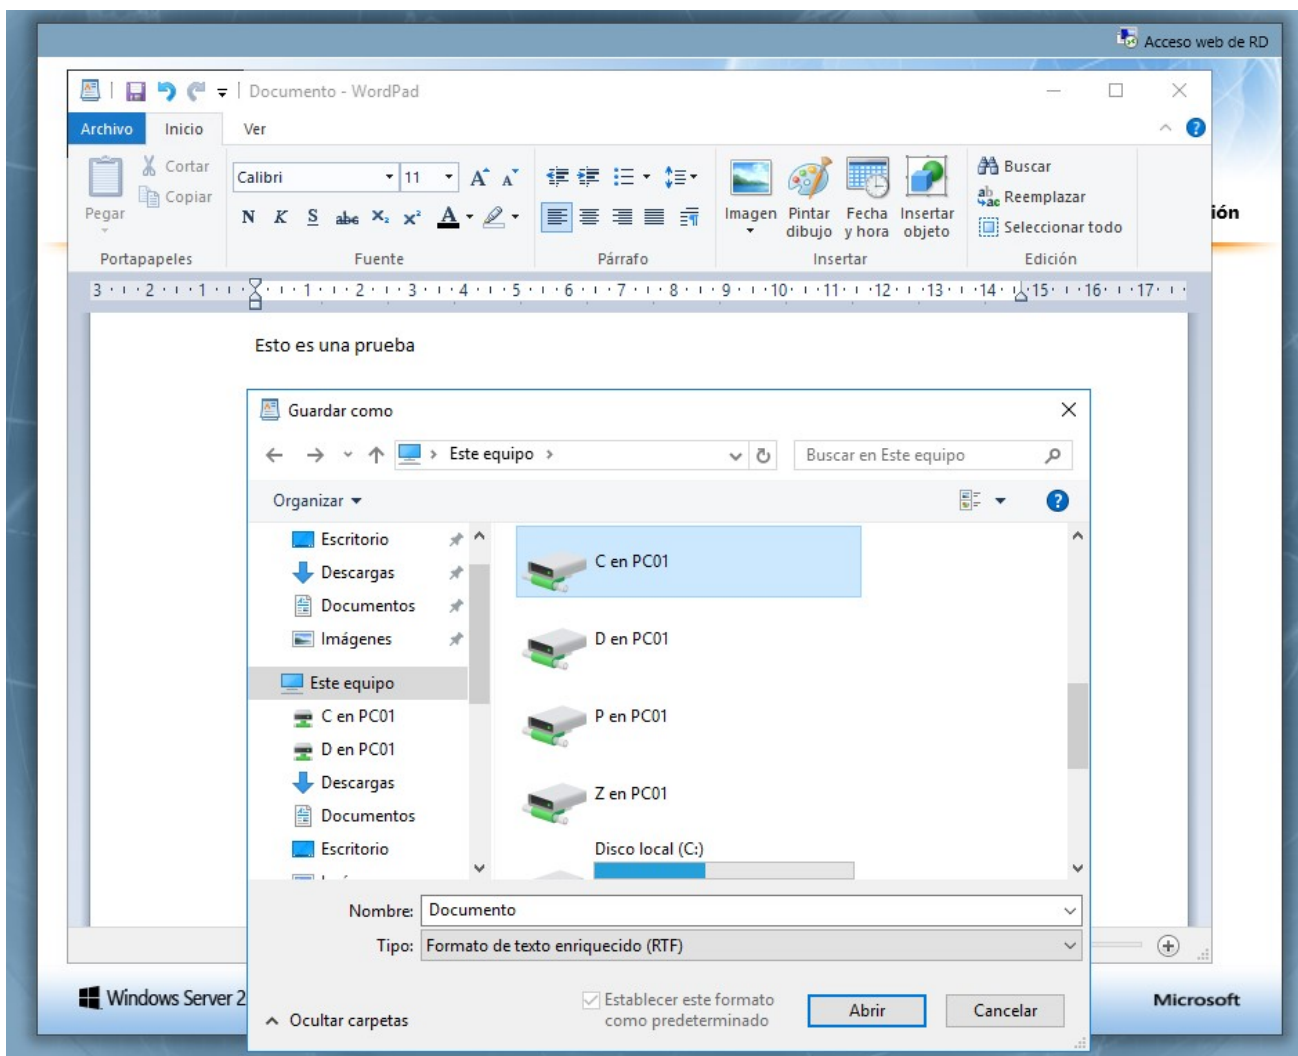 Acceso web de RD
Documento - WordPad
Archivo Inicio Ver
Pegar
Cortar
Copiar
Portapapeles
Calibri 11 A A
N K S abc X₂ x² A
Fuente
Párrafo
Imagen
Pintar dibujo
Fecha y hora
Insertar objeto
Insertar
Buscar
Reemplazar
Seleccionar todo
Edición
ión
3 2 1 1 2 3 4 5 6 7 8 9 10 11 12 13 14 15 16 17
Esto es una prueba
Guardar como
Este equipo
Buscar en Este equipo
Organizar
Escritorio
Descargas
Documentos
Imágenes
Este equipo
C en PC01
D en PC01
Descargas
Documentos
Escritorio
C en PC01
D en PC01
P en PC01
Z en PC01
Disco local (C:)
Nombre: Documento
Tipo: Formato de texto enriquecido (RTF)
Ocultar carpetas
Establecer este formato
como predeterminado
Abrir
Cancelar
Windows Server 2
Microsoft